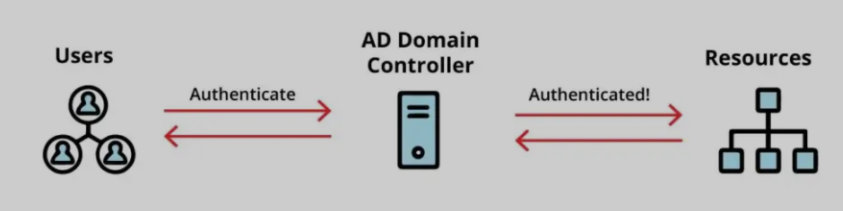 Users
Authenticate
AD Domain
Controller
Authenticated!
Resources